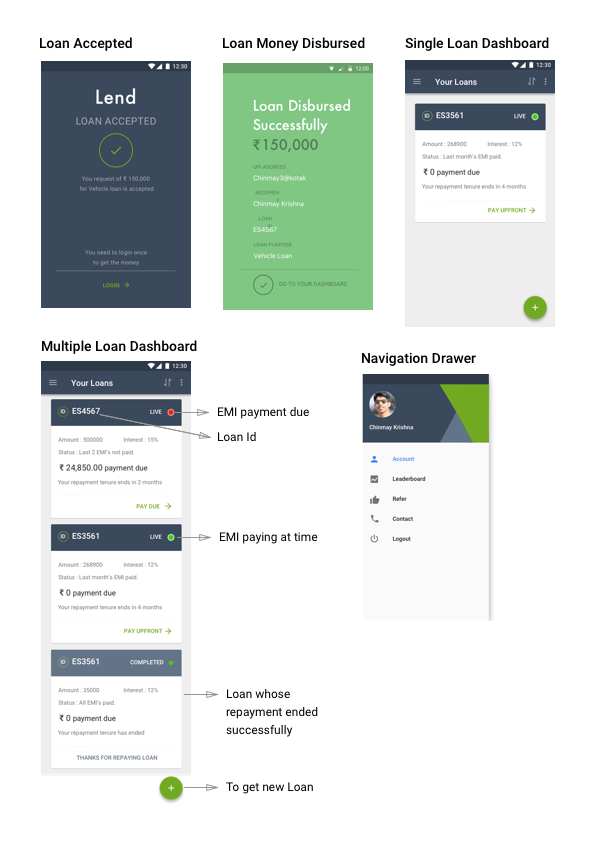 Loan Accepted
12:30
Lend
LOAN ACCEPTED
You request of ₹ 150,000
for Vehicle loan is accepted
You need to login once
to get the money
LOGIN
Loan Money Disbursed
12:00
Loan Disbursed
Successfully
₹150,000
UPI ADDRESS
Chinmay3@kotak
Chinmay Krishna
LOAN
ES4567
LOAN PURPOSE
Vehicle Loan
GO TO YOUR DASHBOARD
Single Loan Dashboard
12:30
Your Loans
ID ES3561 LIVE
Amount : 268900 Interest : 12%
Status : Last month's EMI paid.
₹ 0 payment due
Your repayment tenure ends in 4 months
PAY UPFRONT
+
Multiple Loan Dashboard
12:30
Your Loans
ID ES4567 LIVE
Amount : 500000 Interest : 15%
Status : Last 2 EMI's not paid.
₹ 24,850.00 payment due
Your repayment tenure ends in 2 months
PAY DUE
ID ES3561 LIVE
Amount : 268900 Interest : 12%
Status : Last month's EMI paid.
₹ 0 payment due
Your repayment tenure ends in 4 months
PAY UPFRONT
ID ES3561 COMPLETED
Amount : 35000 Interest : 12%
Status : All EMI's paid.
₹ 0 payment due
Your repayment tenure has ended
THANKS FOR REPAYING LOAN
+
EMI payment due
Loan Id
EMI paying at time
Loan whose
repayment ended
successfully
To get new Loan
Navigation Drawer
Chinmay Krishna
Account
Leaderboard
Refer
Contact
Logout